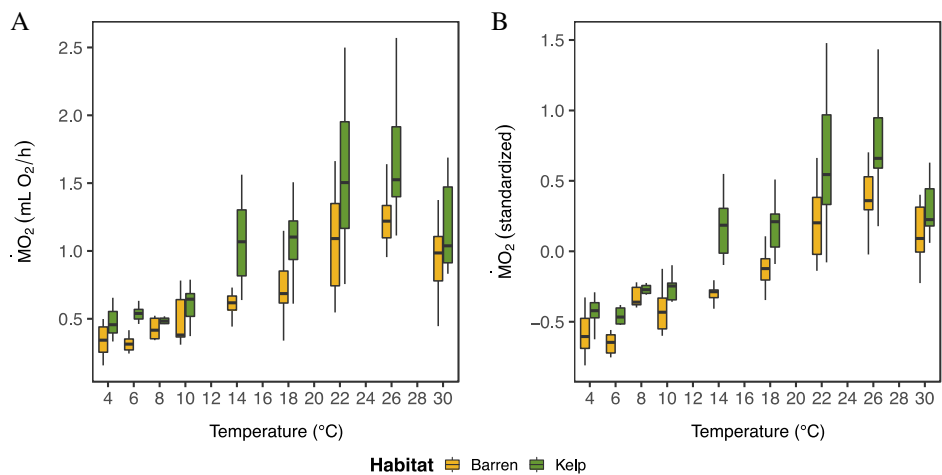 A
B
2.5
2.0
1.5
1.0
0.5
ṀO₂ (mL O₂/h)
4 6 8 10 12 14 16 18 20 22 24 26 28 30
Temperature (°C)
1.5
1.0
0.5
0.0
−0.5
ṀO₂ (standardized)
4 6 8 10 12 14 16 18 20 22 24 26 28 30
Temperature (°C)
Habitat Barren Kelp